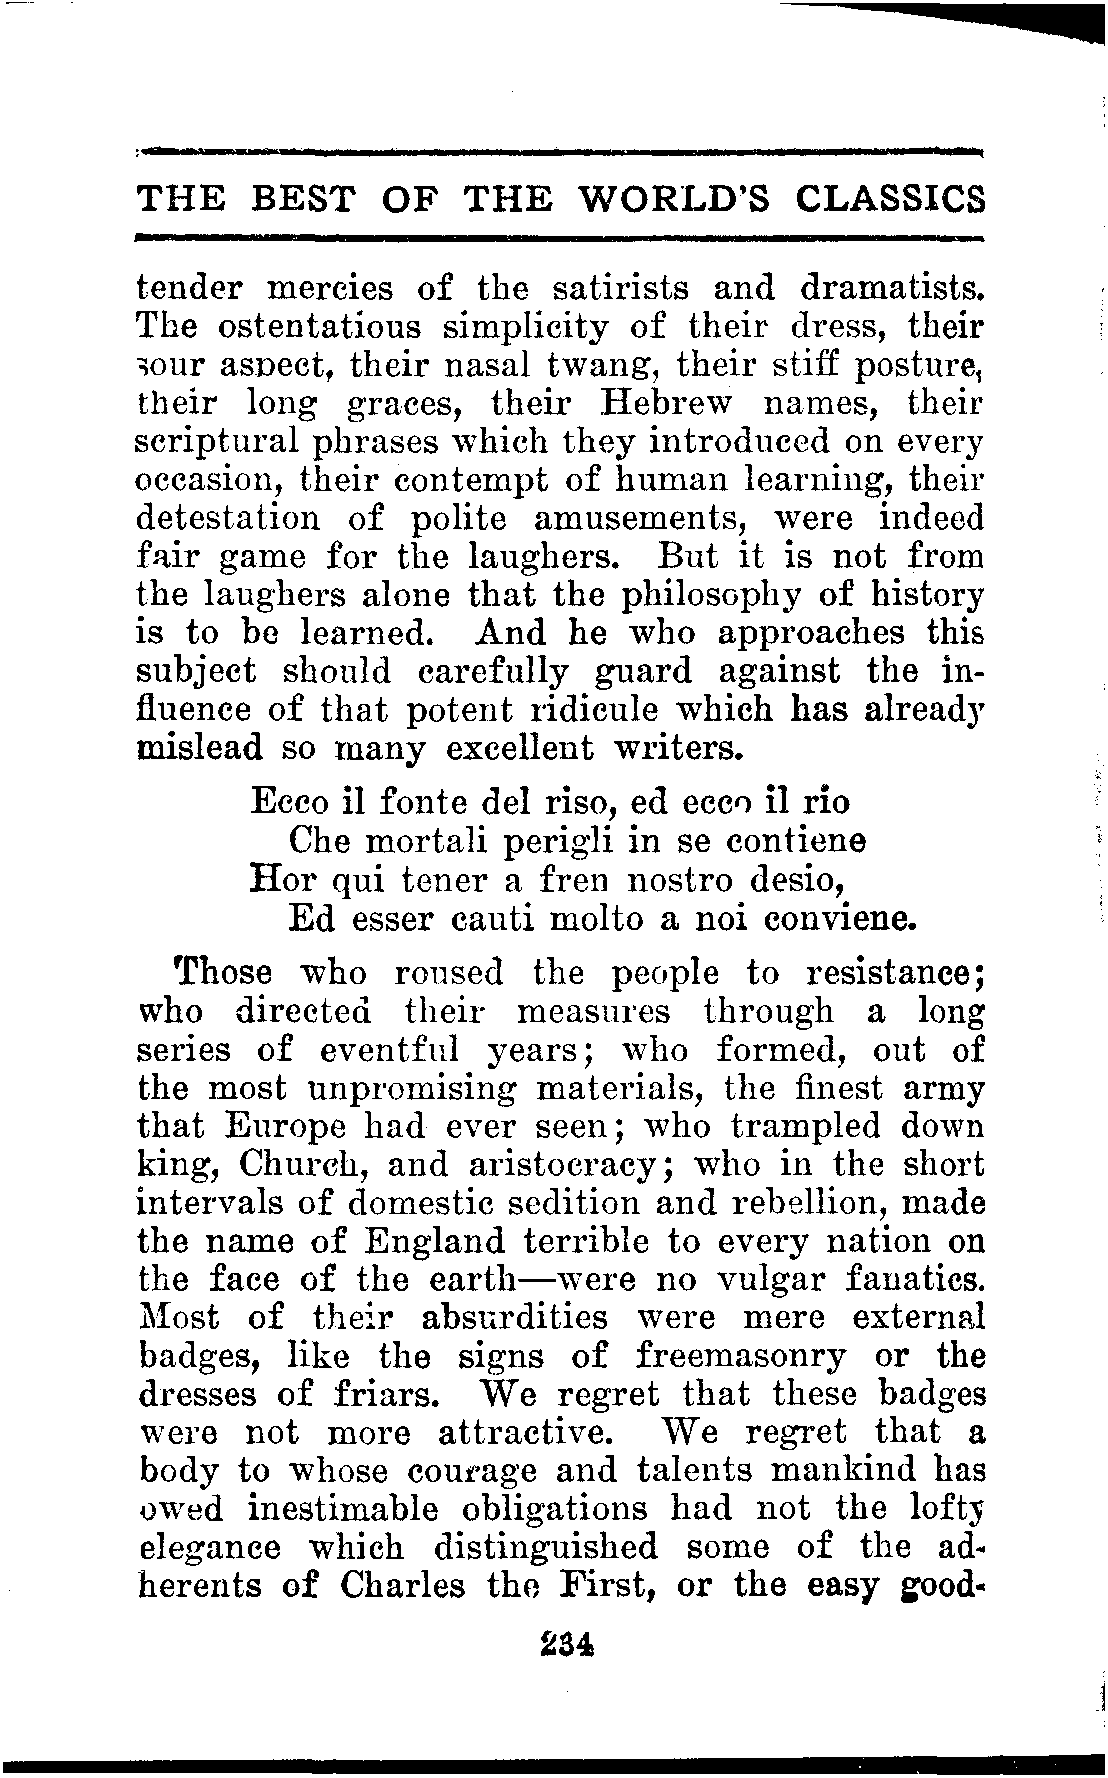 THE BEST OF THE WORLD'S CLASSICS
tender mercies of the satirists and dramatists.
The ostentatious simplicity of their dress, their
sour aspect, their nasal twang, their stiff posture,
their long graces, their Hebrew names, their
scriptural phrases which they introduced on every
occasion, their contempt of human learning, their
detestation of polite amusements, were indeed
fair game for the laughers. But it is not from
the laughers alone that the philosophy of history
is to be learned. And he who approaches this
subject should carefully guard against the in-
fluence of that potent ridicule which has already
mislead so many excellent writers.
Ecco il fonte del riso, ed ecco il rio
Che mortali perigli in se contiene
Hor qui tener a fren nostro desio,
Ed esser cauti molto a noi conviene.
Those who roused the people to resistance;
who directed their measures through a long
series of eventful years; who formed, out of
the most unpromising materials, the finest army
that Europe had ever seen; who trampled down
king, Church, and aristocracy; who in the short
intervals of domestic sedition and rebellion, made
the name of England terrible to every nation on
the face of the earth—were no vulgar fanatics.
Most of their absurdities were mere external
badges, like the signs of freemasonry or the
dresses of friars. We regret that these badges
were not more attractive. We regret that a
body to whose courage and talents mankind has
owed inestimable obligations had not the lofty
elegance which distinguished some of the ad-
herents of Charles the First, or the easy good-
234